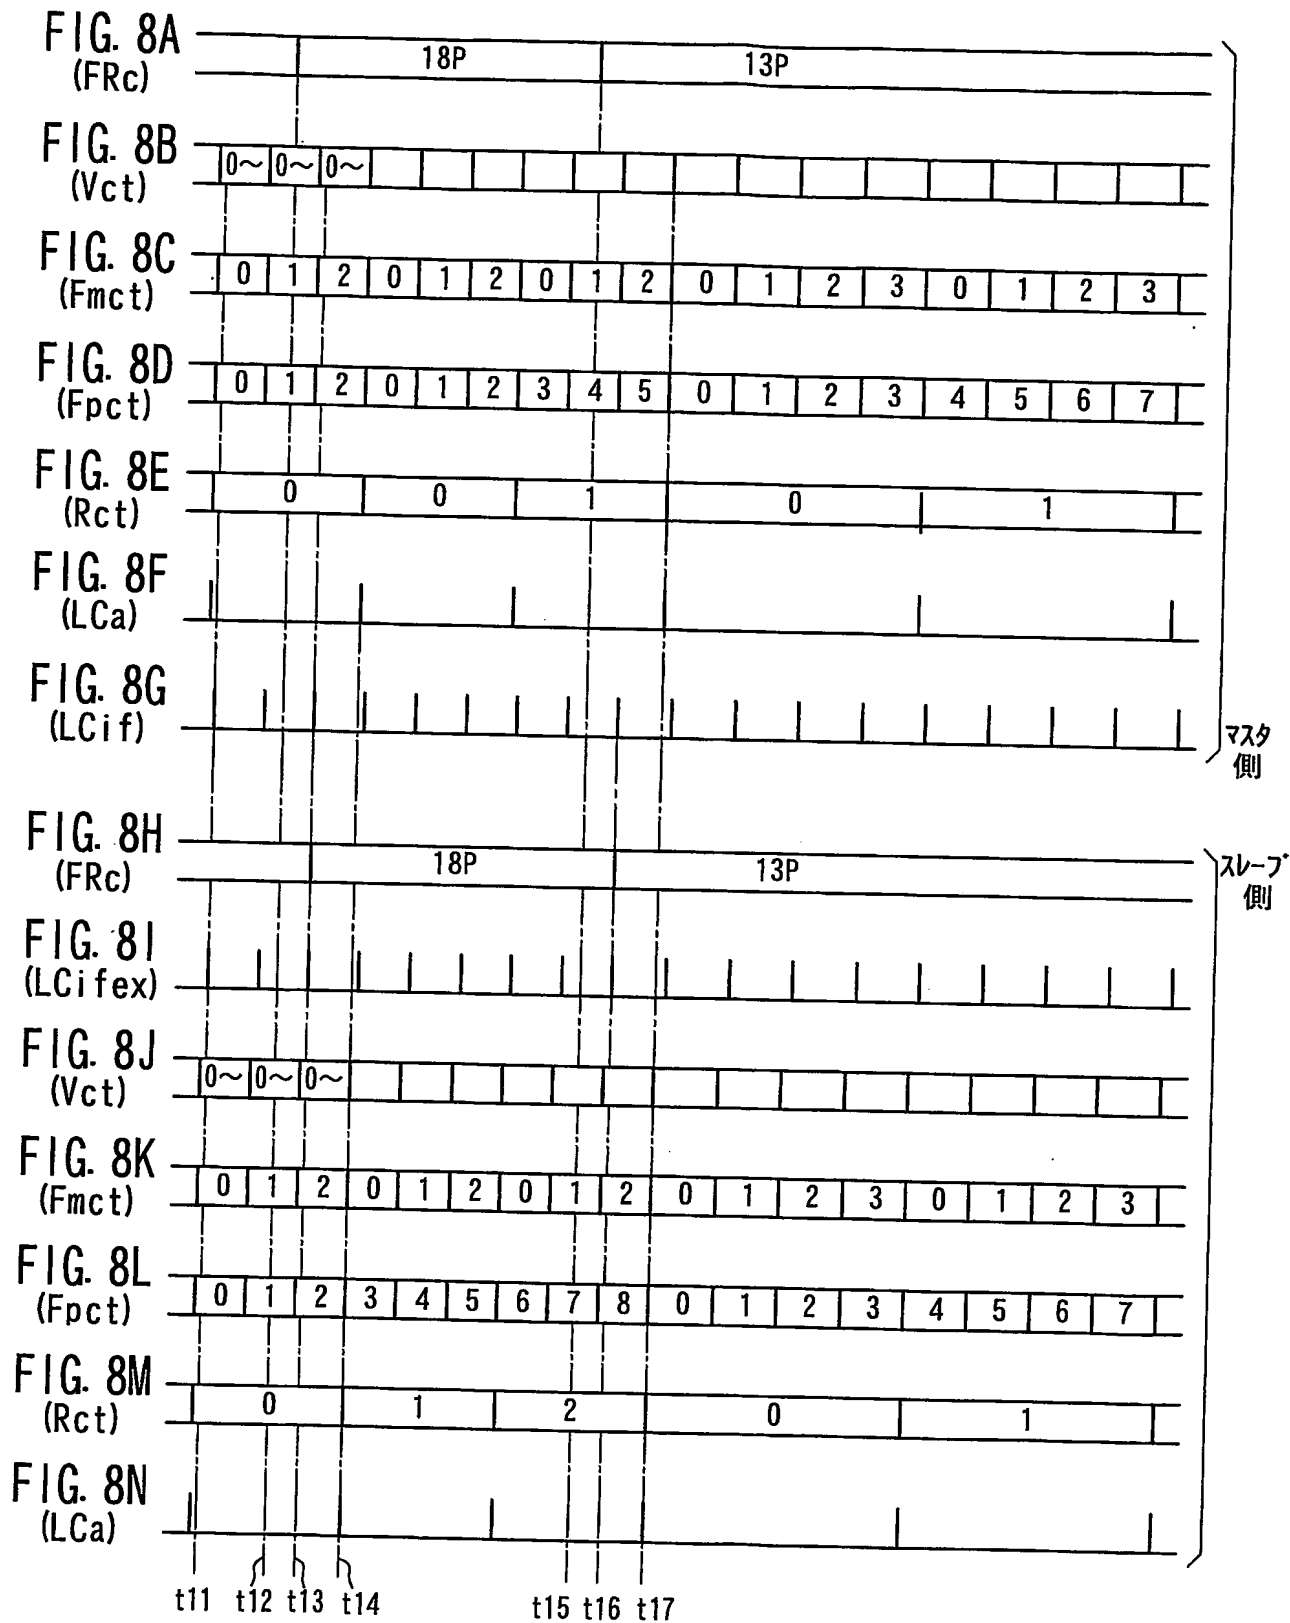 FIG. 8A
(FRc)
18P 13P
FIG. 8B
(Vct)
0~ 0~ 0~
FIG. 8C
(Fmct)
0 1 2 0 1 2 0 1 2 0 1 2 3 0 1 2 3
FIG. 8D
(Fpct)
0 1 2 0 1 2 3 4 5 0 1 2 3 4 5 6 7
FIG. 8E
(Rct)
0 0 1 0 1
FIG. 8F
(LCa)
FIG. 8G
(LCif)
マスタ
側
FIG. 8H
(FRc)
18P 13P
スレーブ
側
FIG. 8I
(LCifex)
FIG. 8J
(Vct)
0~ 0~ 0~
FIG. 8K
(Fmct)
0 1 2 0 1 2 0 1 2 0 1 2 3 0 1 2 3
FIG. 8L
(Fpct)
0 1 2 3 4 5 6 7 8 0 1 2 3 4 5 6 7
FIG. 8M
(Rct)
0 1 2 0 1
FIG. 8N
(LCa)
t11 t12 t13 t14 t15 t16 t17